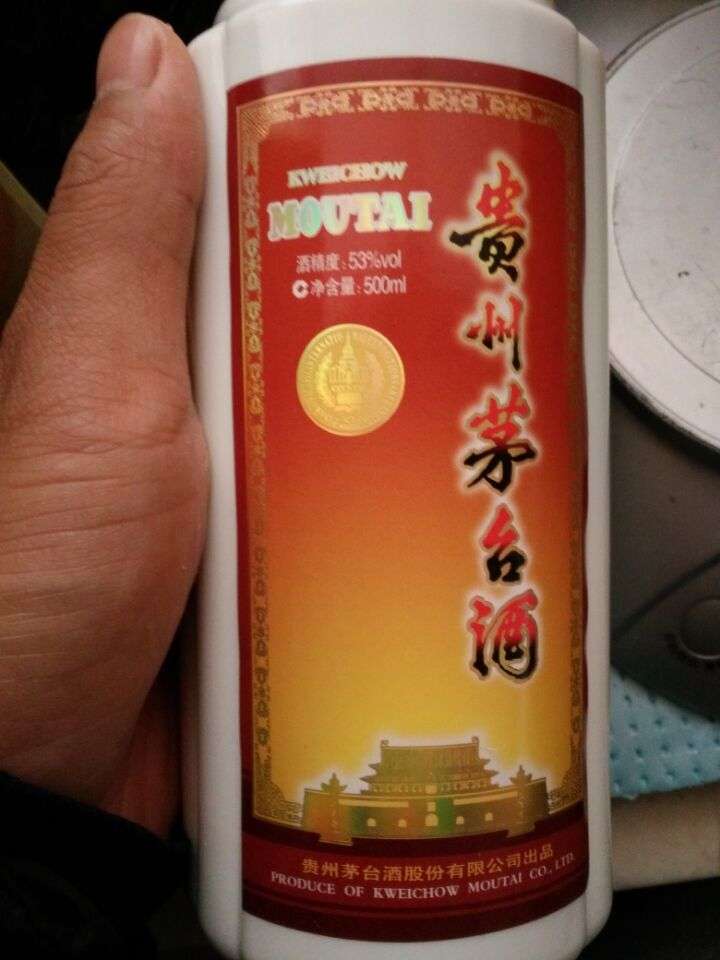 KWEICHOW
MOUTAI
酒精度:53%vol
净含量:500ml
贵州茅台酒
贵州茅台酒股份有限公司出品
PRODUCE OF KWEICHOW MOUTAI CO., LTD.